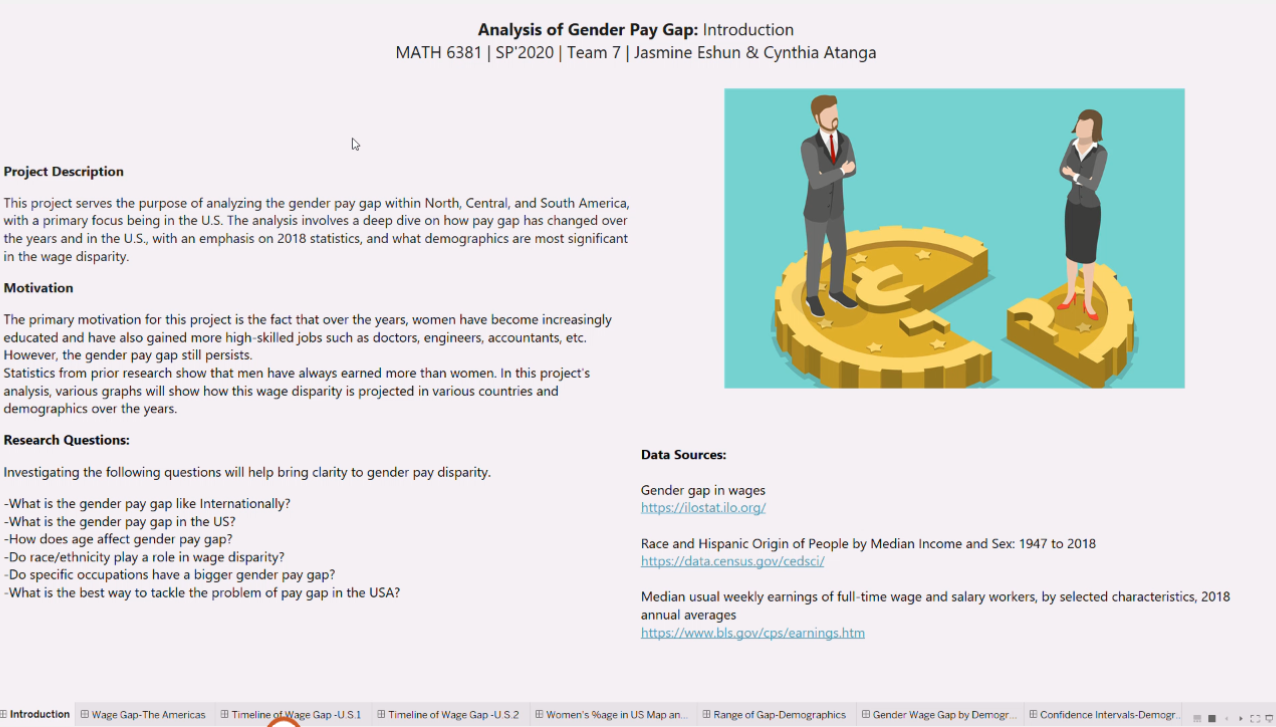 Analysis of Gender Pay Gap: Introduction
MATH 6381 | SP'2020 | Team 7 | Jasmine Eshun & Cynthia Atanga
Project Description
This project serves the purpose of analyzing the gender pay gap within North, Central, and South America,
with a primary focus being in the U.S. The analysis involves a deep dive on how pay gap has changed over
the years and in the U.S., with an emphasis on 2018 statistics, and what demographics are most significant
in the wage disparity.
Motivation
The primary motivation for this project is the fact that over the years, women have become increasingly
educated and have also gained more high-skilled jobs such as doctors, engineers, accountants, etc.
However, the gender pay gap still persists.
Statistics from prior research show that men have always earned more than women. In this project's
analysis, various graphs will show how this wage disparity is projected in various countries and
demographics over the years.
Research Questions:
Investigating the following questions will help bring clarity to gender pay disparity.
-What is the gender pay gap like Internationally?
-What is the gender pay gap in the US?
-How does age affect gender pay gap?
-Do race/ethnicity play a role in wage disparity?
-Do specific occupations have a bigger gender pay gap?
-What is the best way to tackle the problem of pay gap in the USA?
Data Sources:
Gender gap in wages
https://ilostat.ilo.org/
Race and Hispanic Origin of People by Median Income and Sex: 1947 to 2018
https://data.census.gov/cedsci/
Median usual weekly earnings of full-time wage and salary workers, by selected characteristics, 2018
annual averages
https://www.bls.gov/cps/earnings.htm
Introduction Wage Gap-The Americas Timeline of Wage Gap -U.S.1 Timeline of Wage Gap -U.S.2 Women's %age in US Map an... Range of Gap-Demographics Gender Wage Gap by Demogr... Confidence Intervals-Demogr...